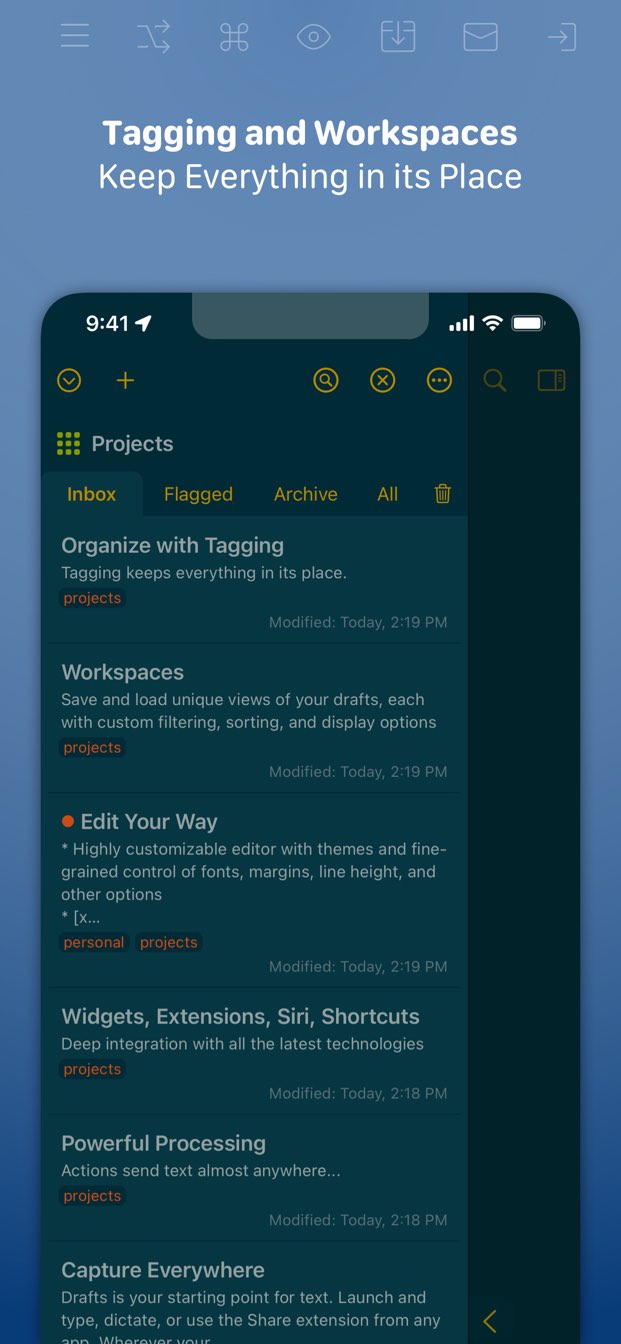 Tagging and Workspaces
Keep Everything in its Place
9:41
Projects
Inbox Flagged Archive All
Organize with Tagging
Tagging keeps everything in its place.
projects
Modified: Today, 2:19 PM
Workspaces
Save and load unique views of your drafts, each
with custom filtering, sorting, and display options
projects
Modified: Today, 2:19 PM
Edit Your Way
* Highly customizable editor with themes and fine-
grained control of fonts, margins, line height, and
other options
* [x...
personal projects
Modified: Today, 2:19 PM
Widgets, Extensions, Siri, Shortcuts
Deep integration with all the latest technologies
projects
Modified: Today, 2:18 PM
Powerful Processing
Actions send text almost anywhere...
projects
Modified: Today, 2:18 PM
Capture Everywhere
Drafts is your starting point for text. Launch and
type, dictate, or use the Share extension from any
app. Wherever your